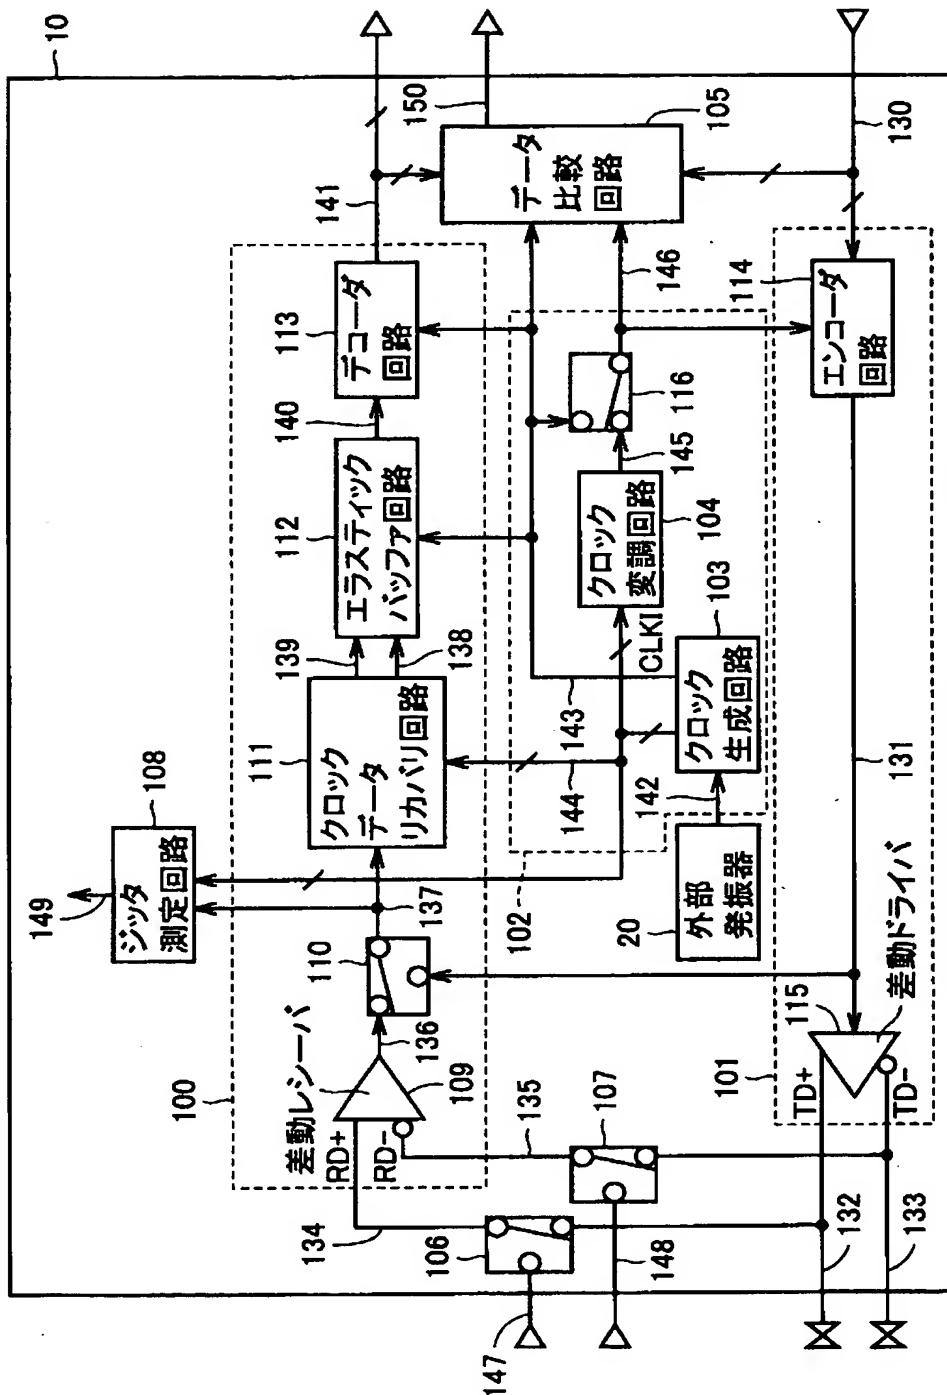 10
150
105
130
141
データ
比較
回路
146
114
エンコーダ
回路
113
デコーダ
回路
140
116
145
112
エラスティック
バッファ回路
クロック
変調回路
104
139
138
CLKI
103
143
クロック
生成回路
111
クロック
データ
リカバリ回路
144
142
131
108
ジッタ
測定回路
149
137
102
20
外部
発振器
110
136
差動ドライバ
115
101
TD+
TD-
100
差動レシーバ
RD+
RD-
109
135
107
134
106
132
133
148
147